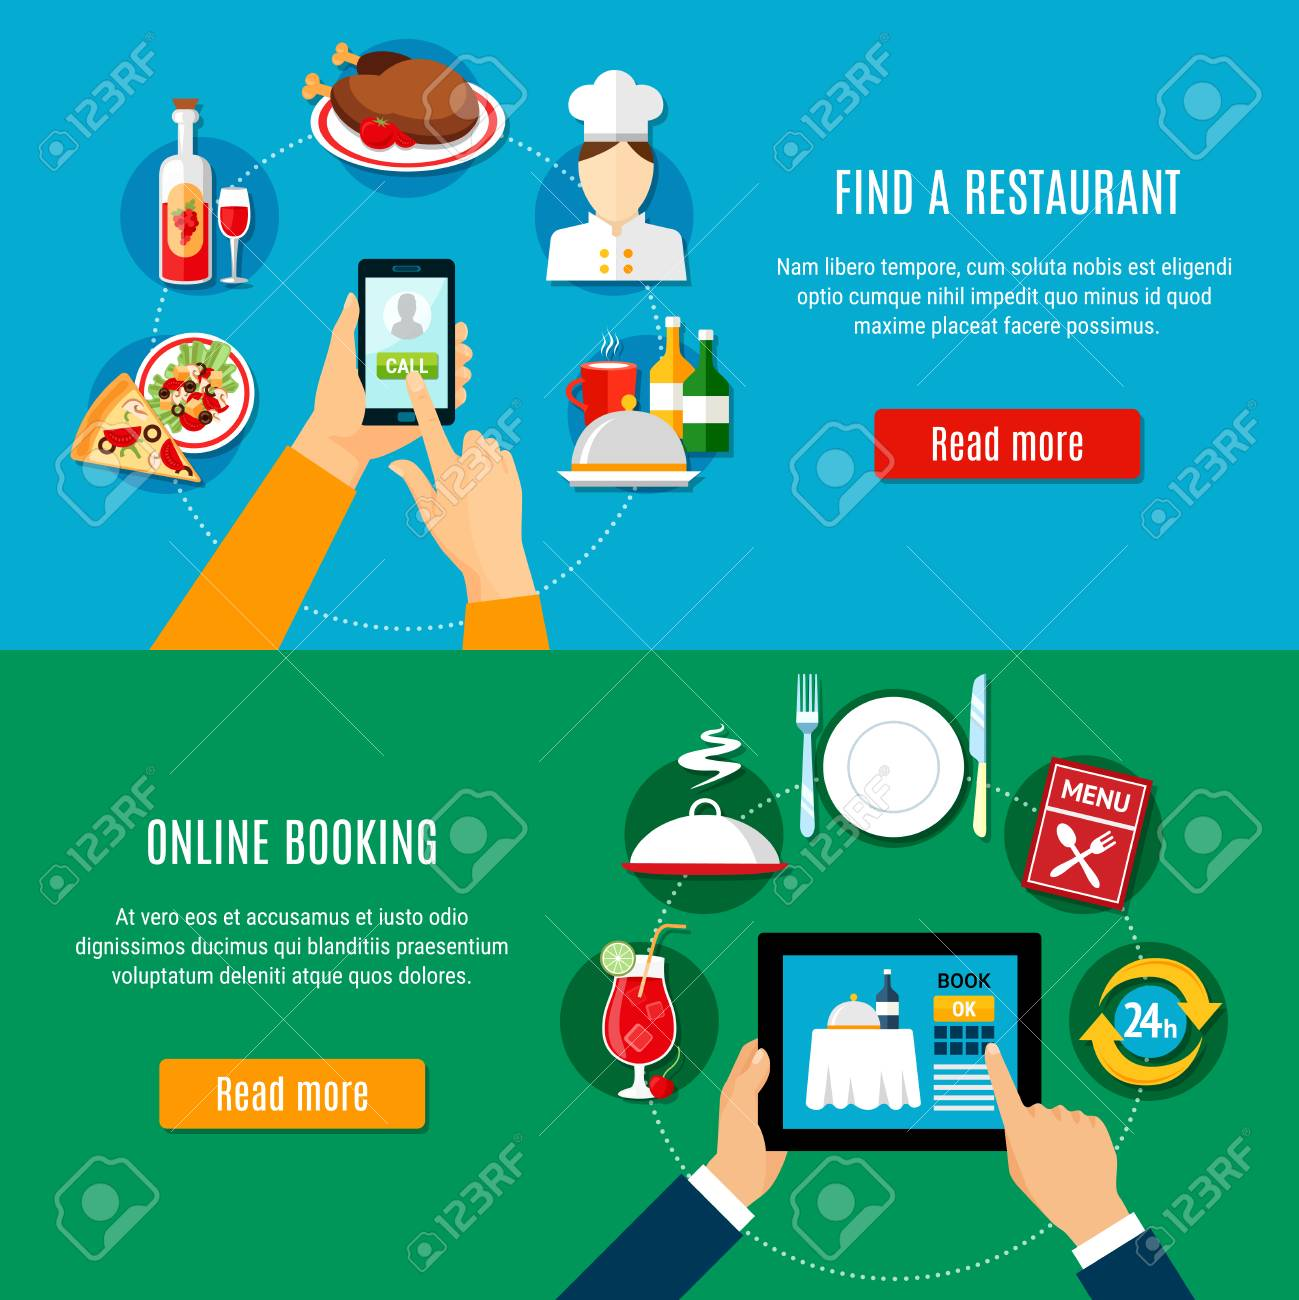 FIND A RESTAURANT
Nam libero tempore, cum soluta nobis est eligendi
optio cumque nihil impedit quo minus id quod
maxime placeat facere possimus.
Read more
CALL
ONLINE BOOKING
At vero eos et accusamus et iusto odio
dignissimos ducimus qui blanditiis praesentium
voluptatum deleniti atque quos dolores.
Read more
MENU
BOOK
OK
24h
123RF